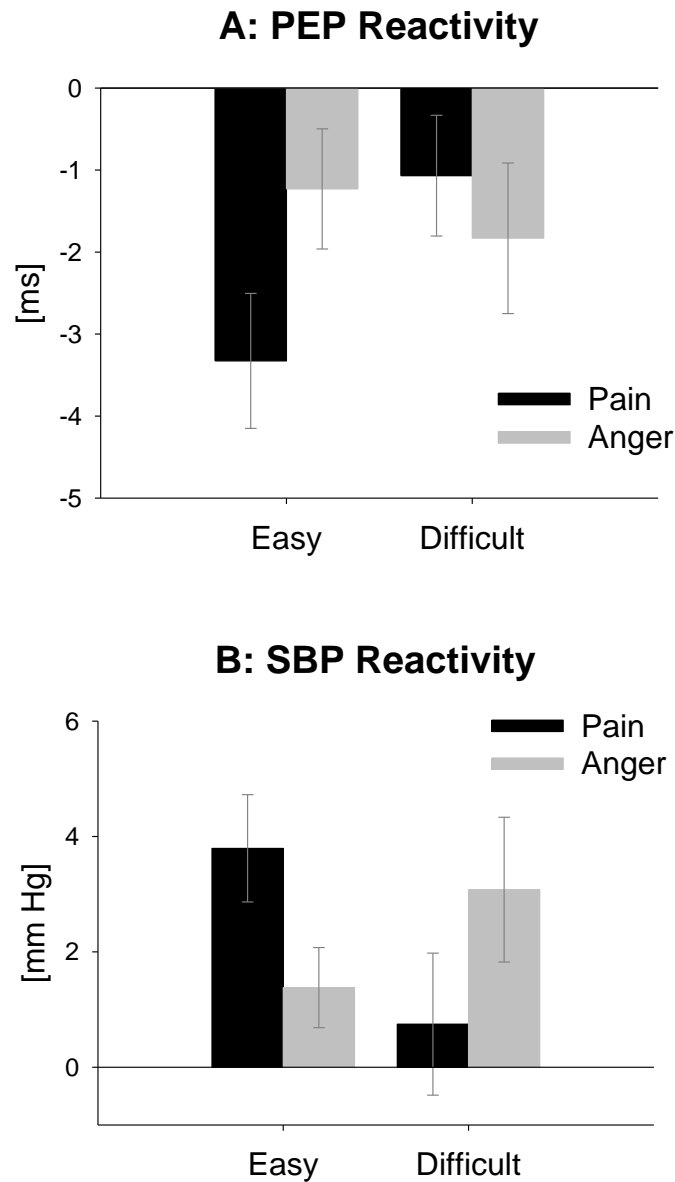 A: PEP Reactivity
0
-1
-2
-3
-4
-5
[ms]
Pain
Anger
Easy Difficult
B: SBP Reactivity
6
4
2
0
[mm Hg]
Pain
Anger
Easy Difficult